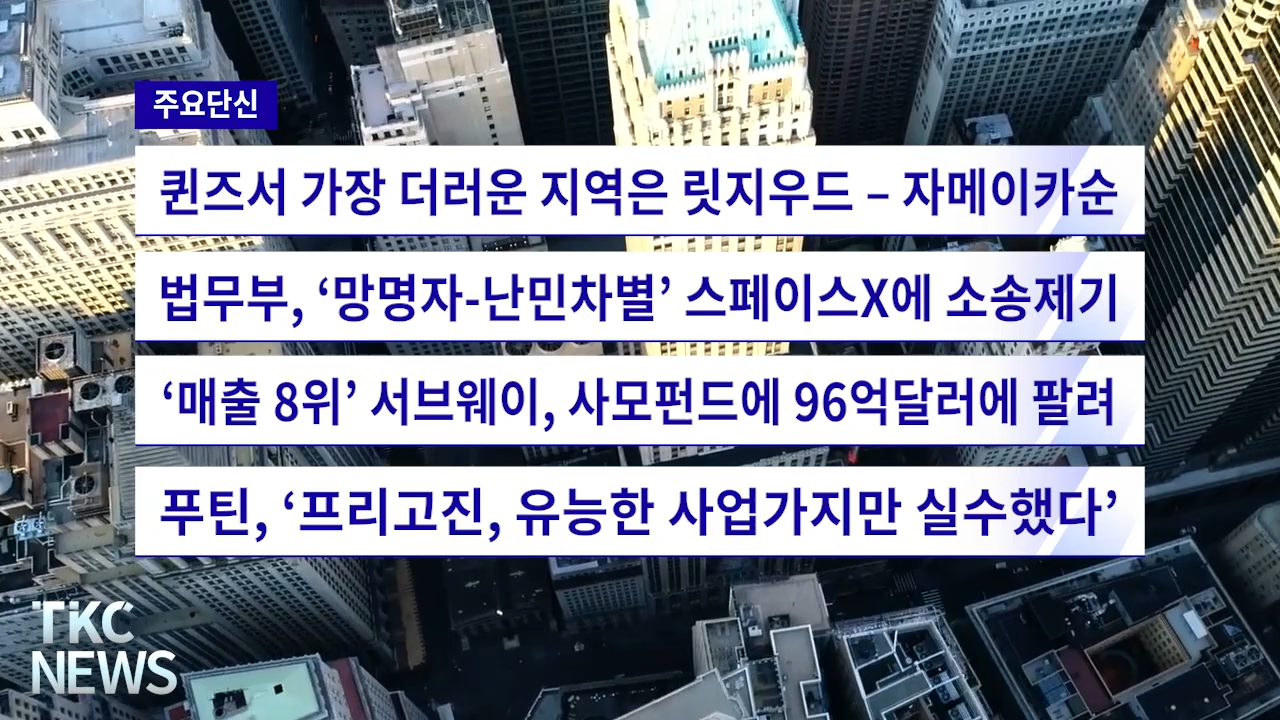 주요단신
퀸즈서 가장 더러운 지역은 릿지우드 – 자메이카순
법무부, ‘망명자-난민차별’ 스페이스X에 소송제기
‘매출 8위’ 서브웨이, 사모펀드에 96억달러에 팔려
푸틴, ‘프리고진, 유능한 사업가지만 실수했다’
TKC
NEWS